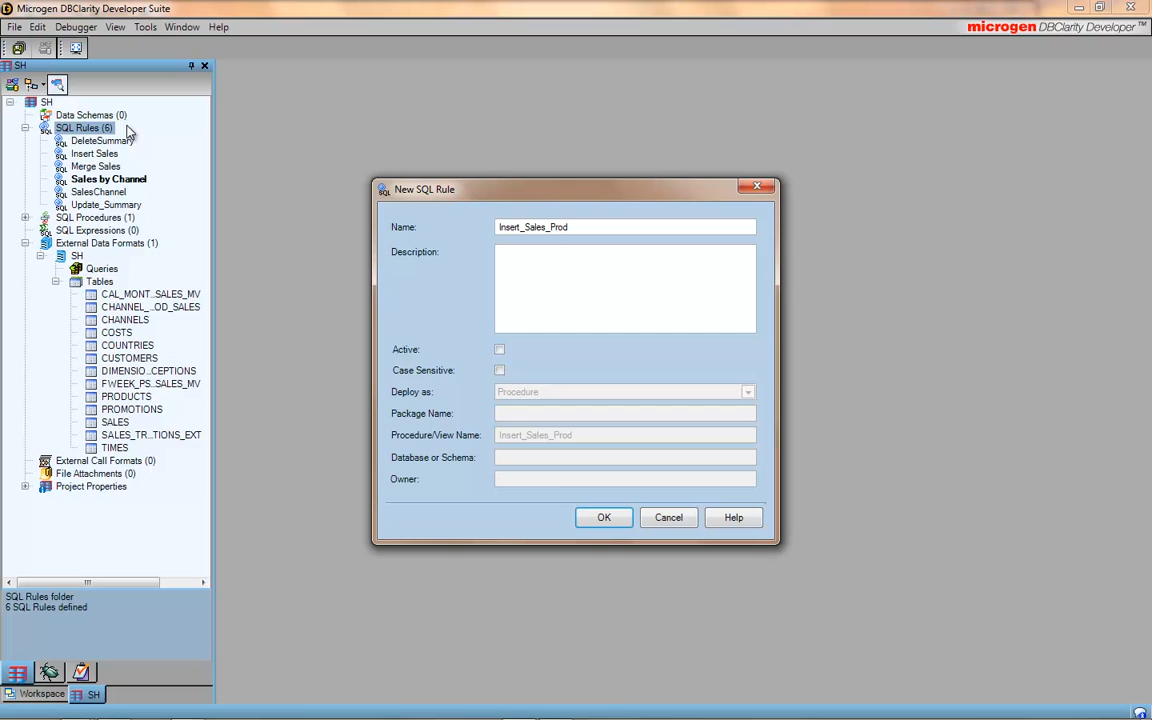 Microgen DBClarity Developer Suite
File Edit Debugger View Tools Window Help
microgen DBClarity Developer™
SH
SH
Data Schemas (0)
SQL Rules (6)
DeleteSummary
Insert Sales
Merge Sales
Sales by Channel
SalesChannel
Update_Summary
SQL Procedures (1)
SQL Expressions (0)
External Data Formats (1)
SH
Queries
Tables
CAL_MONT...SALES_MV
CHANNEL_...OD_SALES
CHANNELS
COSTS
COUNTRIES
CUSTOMERS
DIMENSIO...CEPTIONS
FWEEK_PS...SALES_MV
PRODUCTS
PROMOTIONS
SALES
SALES_TR...TIONS_EXT
TIMES
External Call Formats (0)
File Attachments (0)
Project Properties
SQL Rules folder
6 SQL Rules defined
Workspace SH
New SQL Rule
Name: Insert_Sales_Prod
Description:
Active:
Case Sensitive:
Deploy as: Procedure
Package Name:
Procedure/View Name: Insert_Sales_Prod
Database or Schema:
Owner:
OK Cancel Help